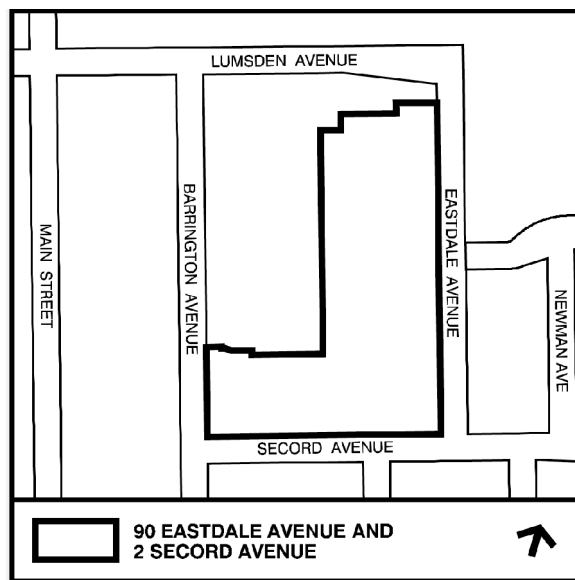 LUMSDEN AVENUE
MAIN STREET
BARRINGTON AVENUE
EASTDALE AVENUE
NEWMAN AVE
SECORD AVENUE
90 EASTDALE AVENUE AND
2 SECORD AVENUE